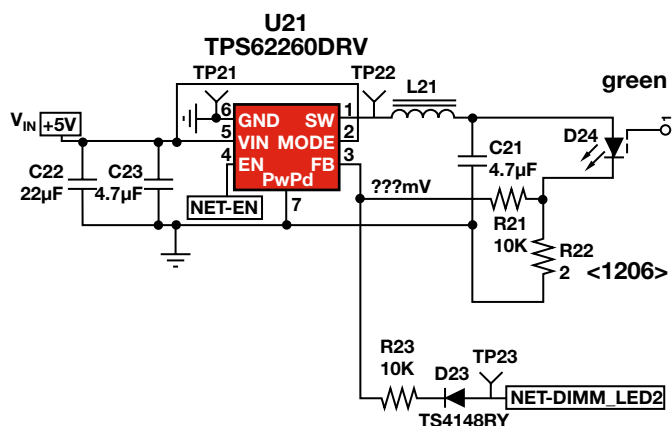 U21
TPS62260DRV
TP21
TP22
L21
green
VIN +5V
6 GND
SW 1
5 VIN
MODE 2
4 EN
FB 3
PwPd
7
NET-EN
C22
22µF
C23
4.7µF
C21
4.7µF
D24
1
???mV
R21
10K
R22
2
<1206>
R23
10K
D23
TS4148RY
TP23
NET-DIMM_LED2